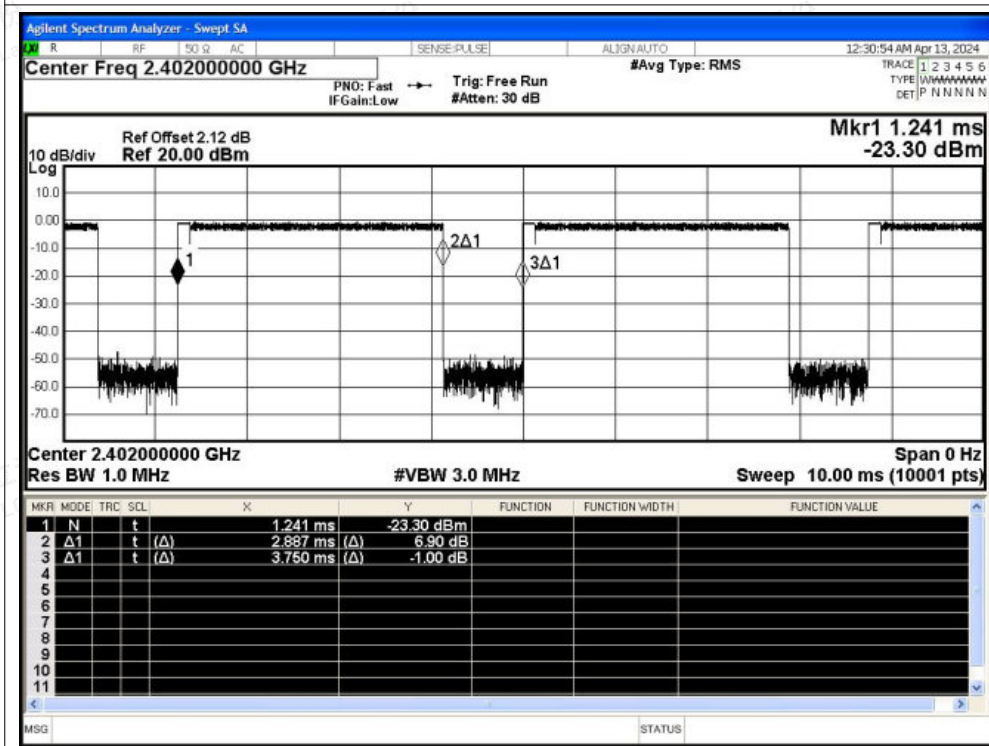 Agilent Spectrum Analyzer - Swept SA
R RF 50 Ω AC SENSE:PULSE ALIGN AUTO 12:30:54 AM Apr 13, 2024
Center Freq 2.402000000 GHz #Avg Type: RMS TRACE 1 2 3 4 5 6
PNO: Fast Trig: Free Run TYPE WWWWWW
IFGain:Low #Atten: 30 dB DET P N N N N N
Mkr1 1.241 ms
Ref Offset 2.12 dB
10 dB/div Ref 20.00 dBm -23.30 dBm
Log
10.0
0.00
2Δ1
-10.0
1
3Δ1
-20.0
-30.0
-40.0
-50.0
-60.0
-70.0
Center 2.402000000 GHz Span 0 Hz
Res BW 1.0 MHz #VBW 3.0 MHz Sweep 10.00 ms (10001 pts)
MKR MODE TRC SCL X Y FUNCTION FUNCTION WIDTH FUNCTION VALUE
1 N t 1.241 ms -23.30 dBm
2 Δ1 t (Δ) 2.887 ms (Δ) 6.90 dB
3 Δ1 t (Δ) 3.750 ms (Δ) -1.00 dB
4
5
6
7
8
9
10
11
MSG STATUS